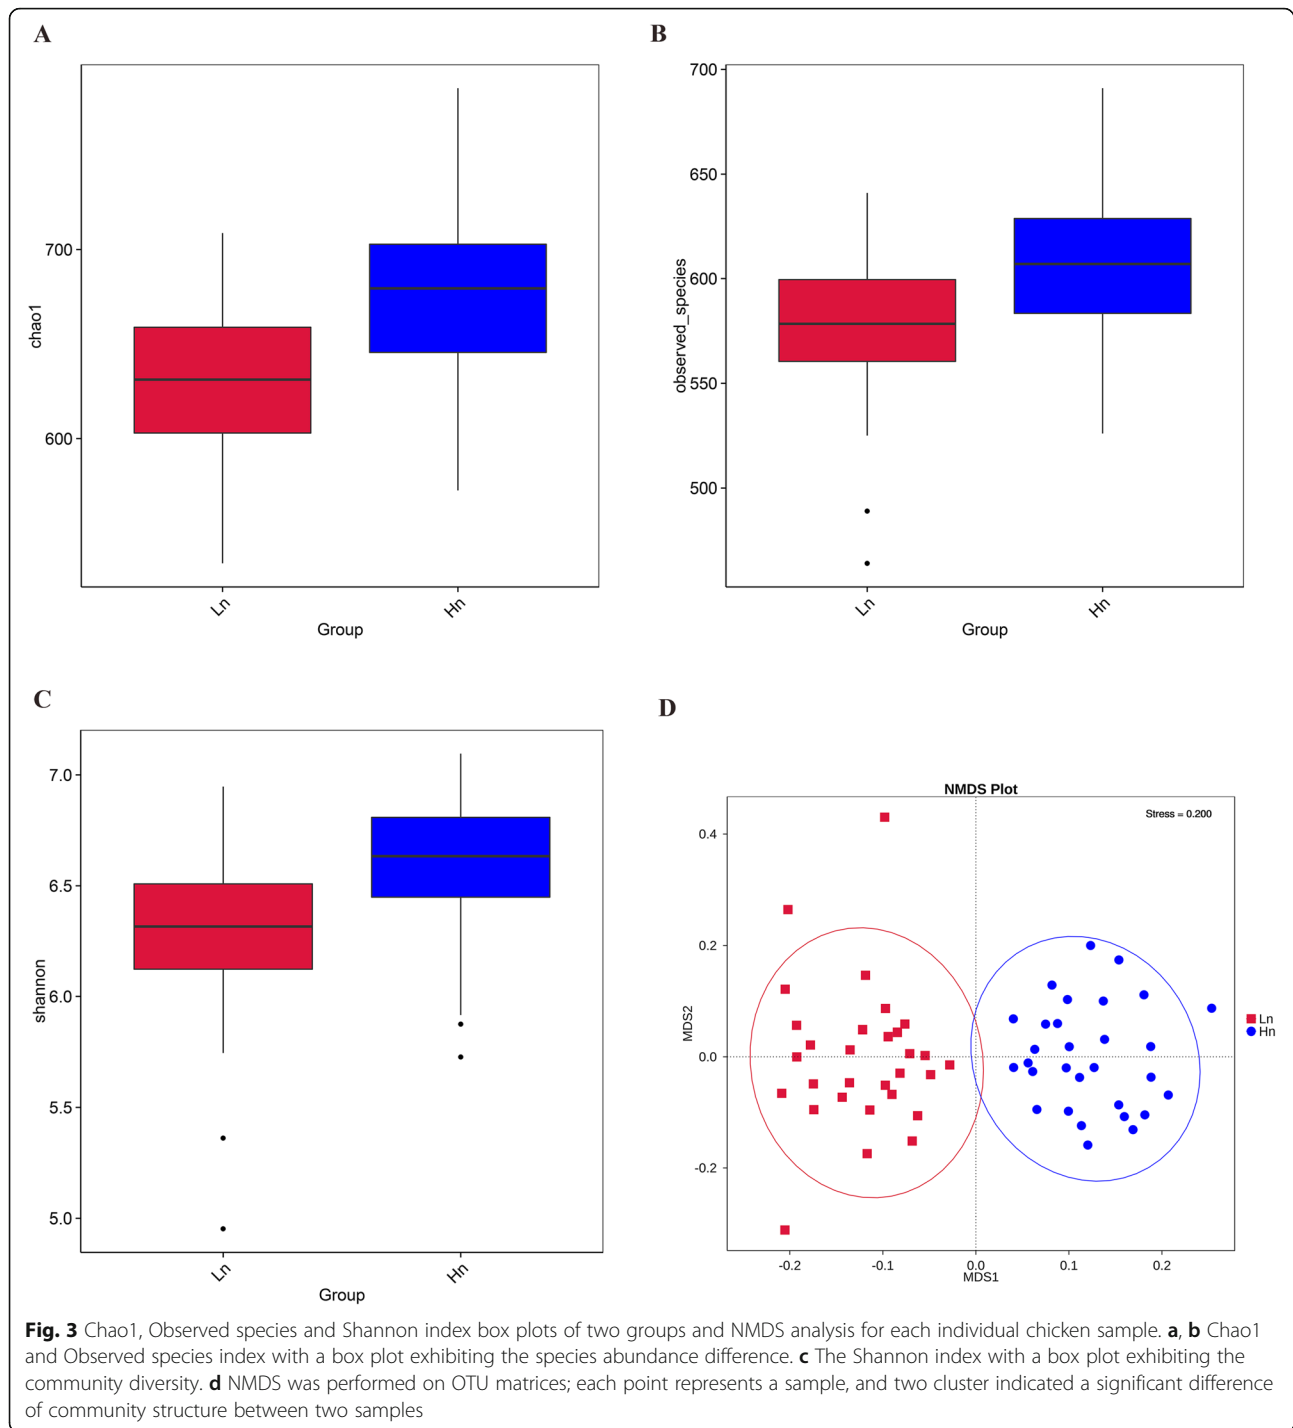 A
700
600
chao1
Ln
Hn
Group
B
700
650
600
550
500
observed_species
Ln
Hn
Group
C
7.0
6.5
6.0
5.5
5.0
shannon
Ln
Hn
Group
D
NMDS Plot
Stress = 0.200
0.4
0.2
0.0
-0.2
MDS2
-0.2 -0.1 0.0 0.1 0.2
MDS1
Ln
Hn
Fig. 3 Chao1, Observed species and Shannon index box plots of two groups and NMDS analysis for each individual chicken sample. a, b Chao1
and Observed species index with a box plot exhibiting the species abundance difference. c The Shannon index with a box plot exhibiting the
community diversity. d NMDS was performed on OTU matrices; each point represents a sample, and two cluster indicated a significant difference
of community structure between two samples